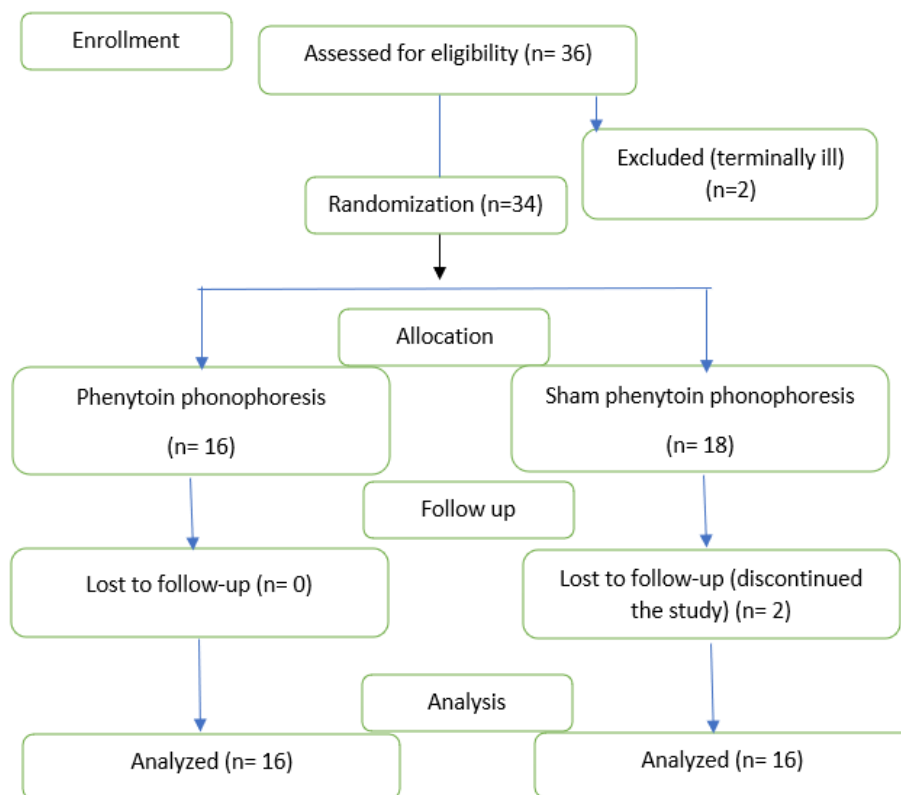 Enrollment
Assessed for eligibility (n= 36)
Excluded (terminally ill)
(n=2)
Randomization (n=34)
Allocation
Phenytoin phonophoresis
(n= 16)
Sham phenytoin phonophoresis
(n= 18)
Follow up
Lost to follow-up (n= 0)
Lost to follow-up (discontinued
the study) (n= 2)
Analysis
Analyzed (n= 16)
Analyzed (n= 16)